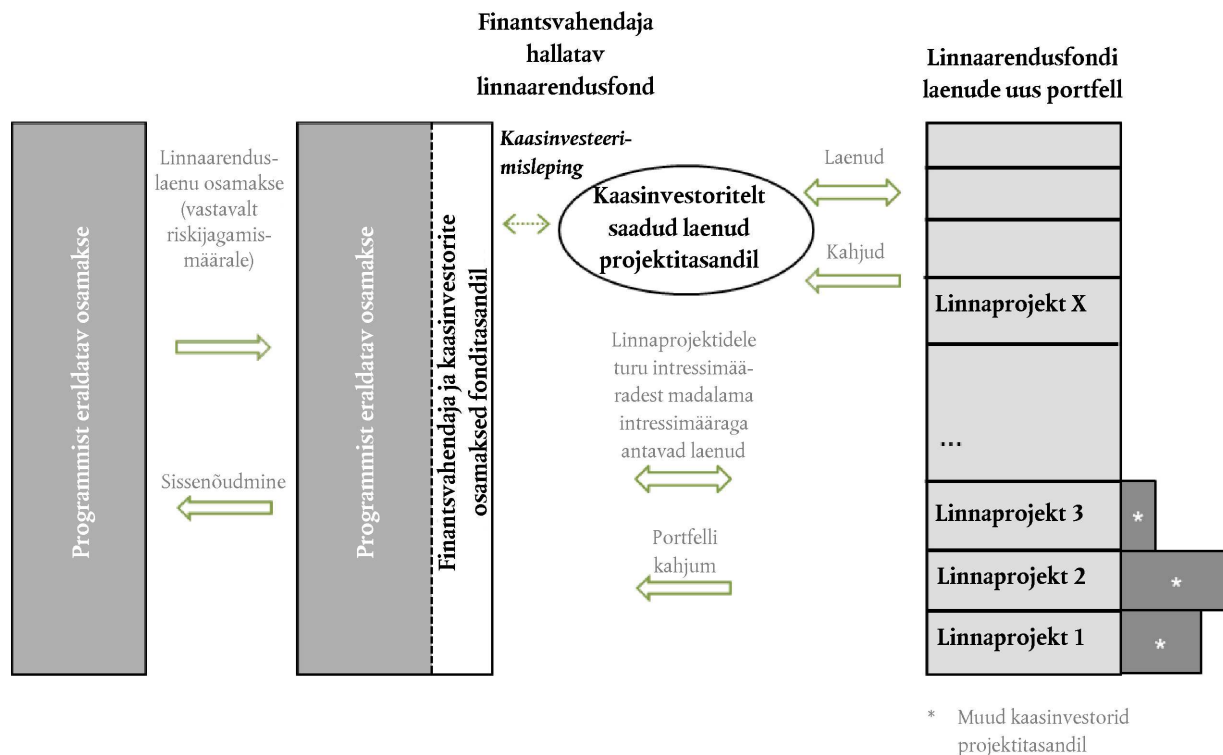 Finantsvahendaja
hallatav
linnaarendusfond
Linnaarendusfondi
laenude uus portfell
Programmist eraldatav osamakse
Linnaarendus-
laenu osamakse
(vastavalt
riskijagamis-
määrale)
Sissenõudmine
Programmist eraldatav osamakse
Finantsvahendaja ja kaasinvestorite
osamaksed fonditasandil
Kaasinvesteeri-
misleping
Kaasinvestoritelt
saadud laenud
projektitasandil
Laenud
Kahjud
Linnaprojektidele
turu intressimää-
radest madalama
intressimääraga
antavad laenud
Portfelli
kahjum
Linnaprojekt X
...
Linnaprojekt 3
*
Linnaprojekt 2
*
Linnaprojekt 1
*
* Muud kaasinvestorid
projektitasandil